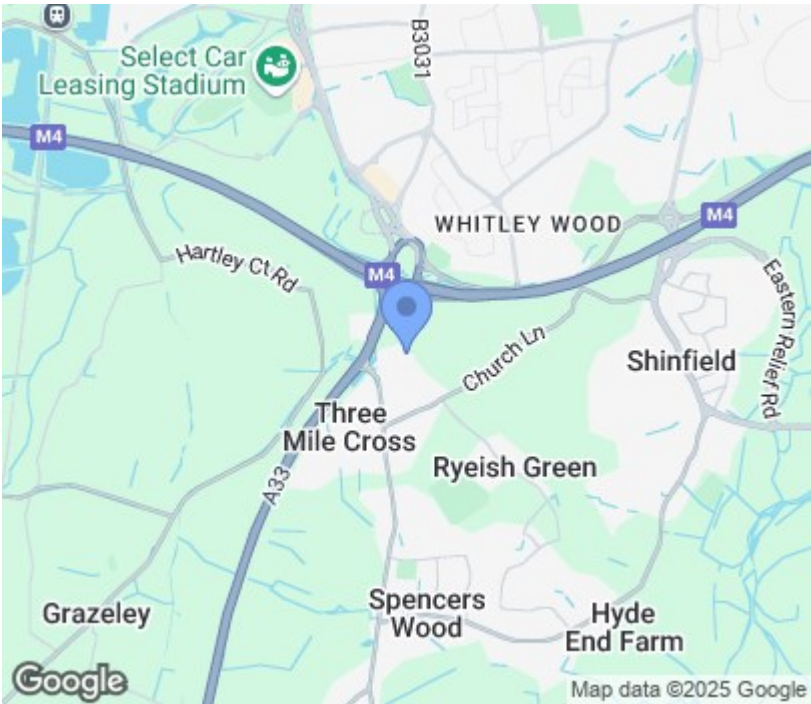 B3031
Select Car
Leasing Stadium
M4
M4
WHITLEY WOOD
Hartley Ct Rd
M4
Eastern Relief Rd
Church Ln
Shinfield
Three
Mile Cross
Ryeish Green
A33
Spencers
Wood
Hyde
End Farm
Grazeley
Google
Map data ©2025 Google